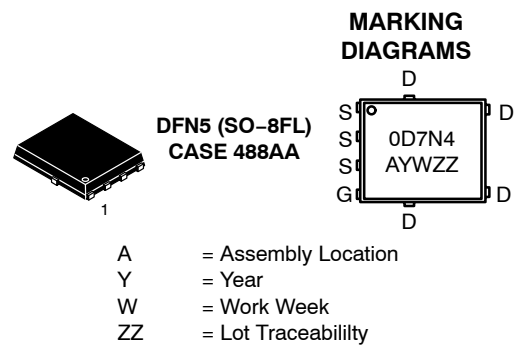 MARKING
DIAGRAMS
D
DFN5 (SO−8FL)
CASE 488AA
1
S
D
S
0D7N4
S
AYWZZ
G
D
D
A = Assembly Location
Y = Year
W = Work Week
ZZ = Lot Traceabililty